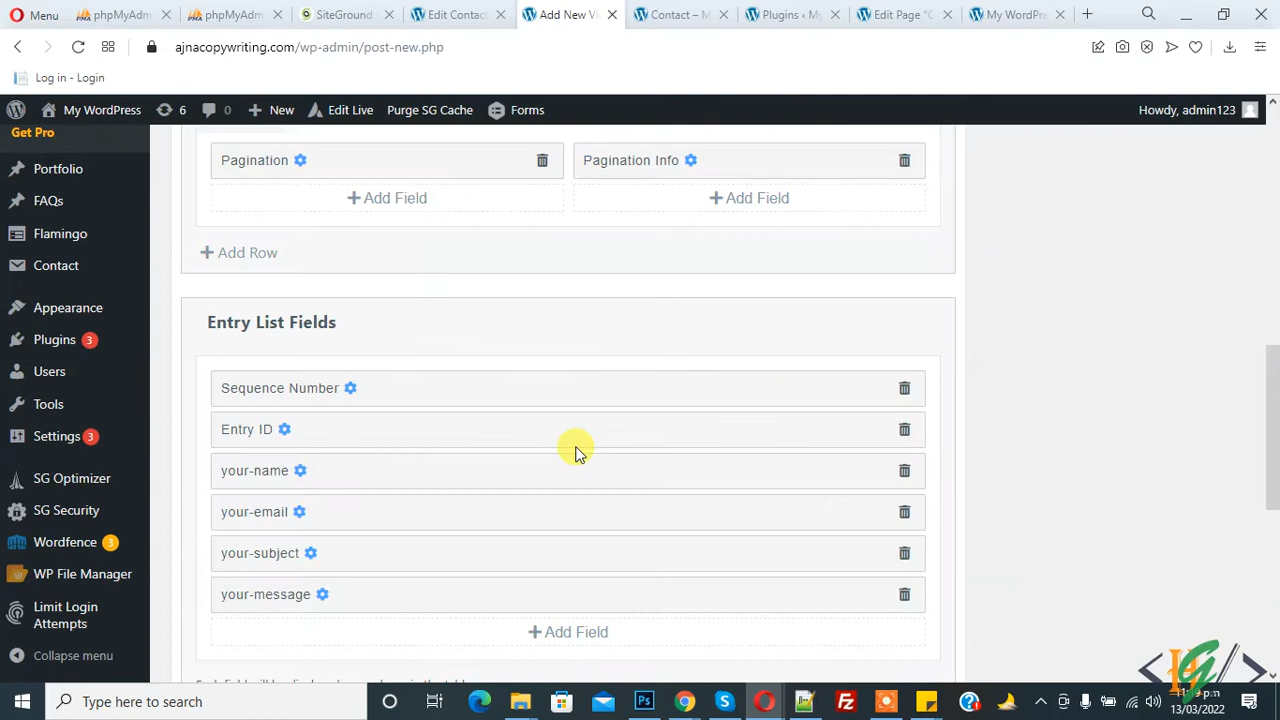 phpMyAdm
phpMyAdm
SiteGround
Edit Contac
Add New Vi
Contact – M
Plugins ‹ My
Edit Page "C
My WordPre
Menu
ajnacopywriting.com/wp-admin/post-new.php
Log in - Login
My WordPress
6
0
New
Edit Live
Purge SG Cache
Forms
Howdy, admin123
Get Pro
Portfolio
FAQs
Flamingo
Contact
Appearance
Plugins 3
Users
Tools
Settings 3
SG Optimizer
SG Security
Wordfence 3
WP File Manager
Limit Login
Attempts
Collapse menu
Pagination
Pagination Info
Add Field
Add Field
Add Row
Entry List Fields
Sequence Number
Entry ID
your-name
your-email
your-subject
your-message
Add Field
Type here to search
13/03/2022